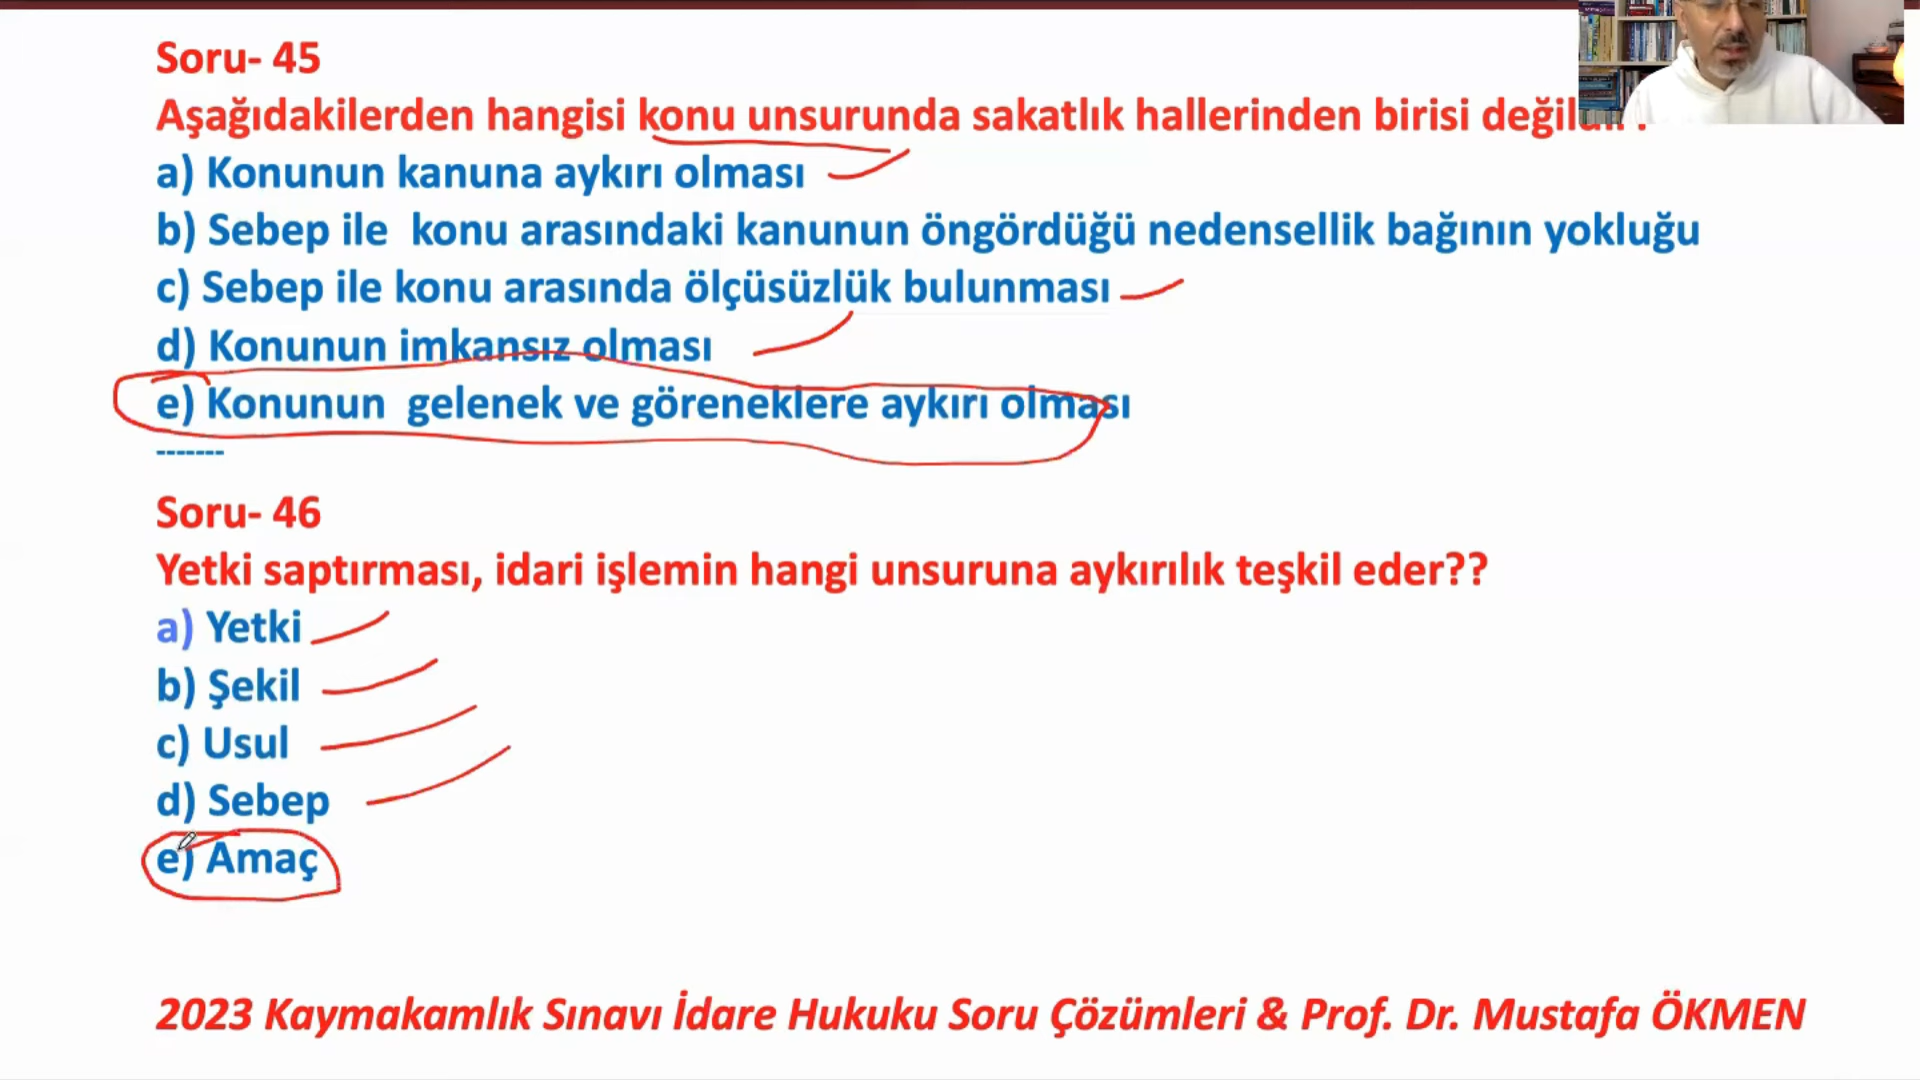 Soru- 45
Aşağıdakilerden hangisi konu unsurunda sakatlık hallerinden birisi
a) Konunun kanuna aykırı olması
b) Sebep ile konu arasındaki kanunun öngördüğü nedensellik bağının yokluğu
c) Sebep ile konu arasında ölçüsüzlük bulunması
d) Konunun imkansız olması
e) Konunun gelenek ve göreneklere aykırı olması
-------
Soru- 46
Yetki saptırması, idari işlemin hangi unsuruna aykırılık teşkil eder??
a) Yetki
b) Şekil
c) Usul
d) Sebep
e) Amaç
2023 Kaymakamlık Sınavı İdare Hukuku Soru Çözümleri & Prof. Dr. Mustafa ÖKMEN